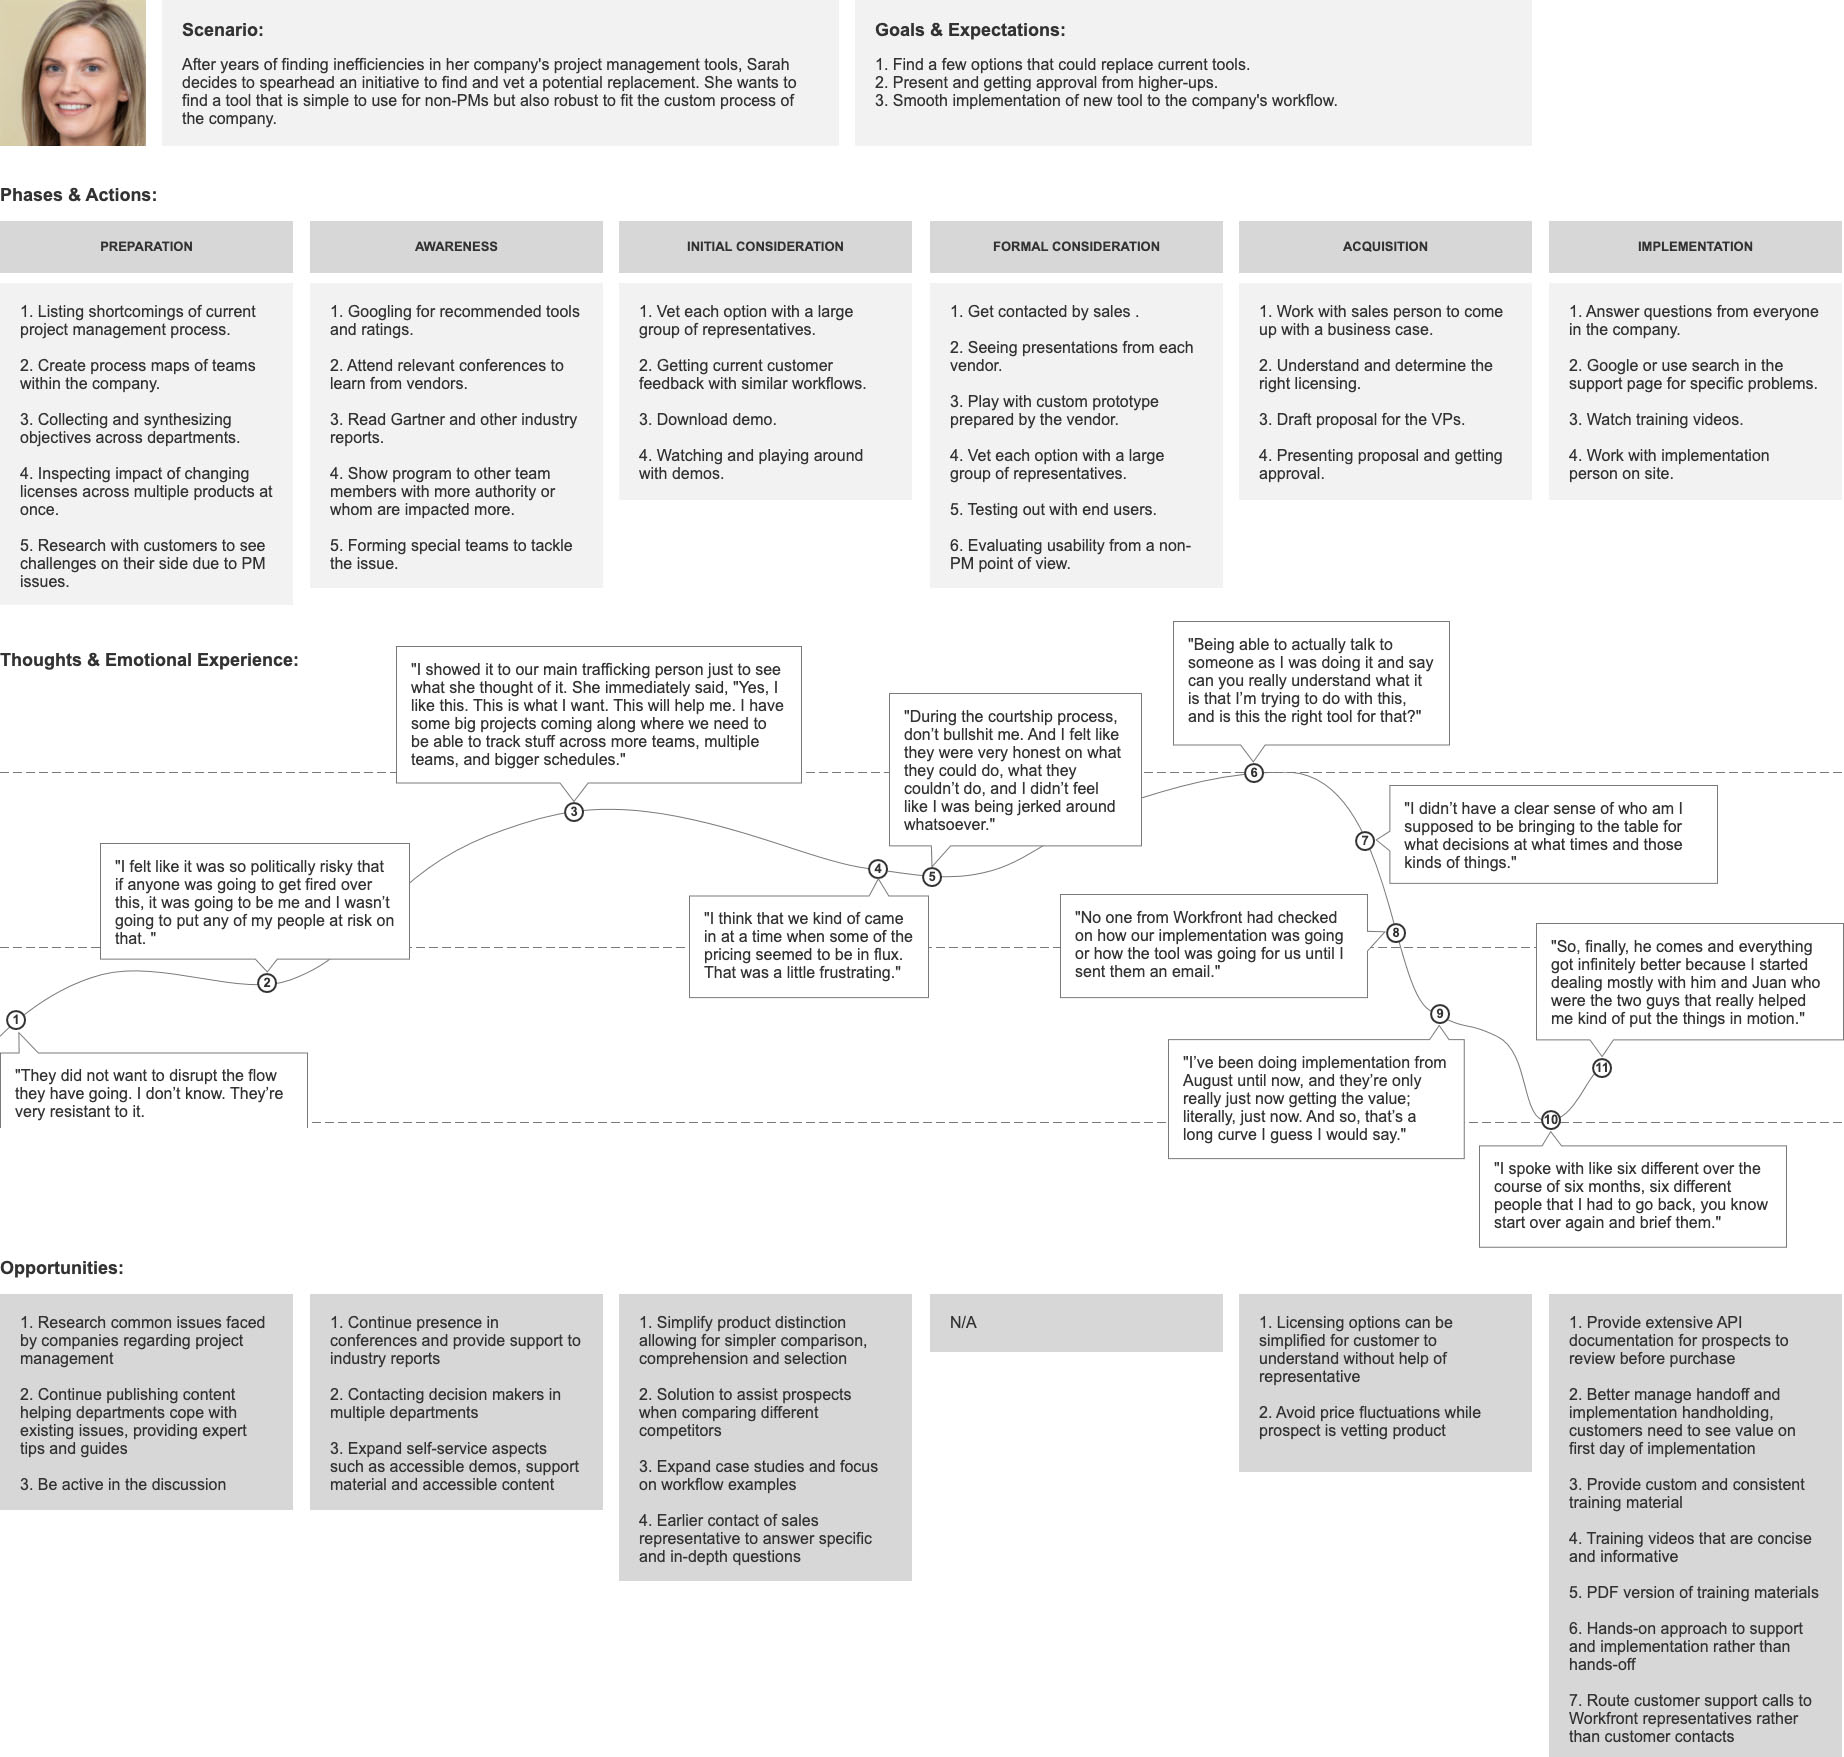 Scenario:
After years of finding inefficiencies in her company's project management tools, Sarah
decides to spearhead an initiative to find and vet a potential replacement. She wants to
find a tool that is simple to use for non-PMs but also robust to fit the custom process of
the company.
Goals & Expectations:
1. Find a few options that could replace current tools.
2. Present and getting approval from higher-ups.
3. Smooth implementation of new tool to the company's workflow.
Phases & Actions:
PREPARATION
1. Listing shortcomings of current
project management process.
2. Create process maps of teams
within the company.
3. Collecting and synthesizing
objectives across departments.
4. Inspecting impact of changing
licenses across multiple products at
once.
5. Research with customers to see
challenges on their side due to PM
issues.
AWARENESS
1. Googling for recommended tools
and ratings.
2. Attend relevant conferences to
learn from vendors.
3. Read Gartner and other industry
reports.
4. Show program to other team
members with more authority or
whom are impacted more.
5. Forming special teams to tackle
the issue.
INITIAL CONSIDERATION
1. Vet each option with a large
group of representatives.
2. Getting current customer
feedback with similar workflows.
3. Download demo.
4. Watching and playing around
with demos.
FORMAL CONSIDERATION
1. Get contacted by sales .
2. Seeing presentations from each
vendor.
3. Play with custom prototype
prepared by the vendor.
4. Vet each option with a large
group of representatives.
5. Testing out with end users.
6. Evaluating usability from a non-
PM point of view.
ACQUISITION
1. Work with sales person to come
up with a business case.
2. Understand and determine the
right licensing.
3. Draft proposal for the VPs.
4. Presenting proposal and getting
approval.
IMPLEMENTATION
1. Answer questions from everyone
in the company.
2. Google or use search in the
support page for specific problems.
3. Watch training videos.
4. Work with implementation
person on site.
Thoughts & Emotional Experience:
1
"They did not want to disrupt the flow
they have going. I don't know. They're
very resistant to it.
2
"I felt like it was so politically risky that
if anyone was going to get fired over
this, it was going to be me and I wasn't
going to put any of my people at risk on
that. "
3
"I showed it to our main trafficking person just to see
what she thought of it. She immediately said, "Yes, I
like this. This is what I want. This will help me. I have
some big projects coming along where we need to
be able to track stuff across more teams, multiple
teams, and bigger schedules."
4
"I think that we kind of came
in at a time when some of the
pricing seemed to be in flux.
That was a little frustrating."
5
"During the courtship process,
don't bullshit me. And I felt like
they were very honest on what
they could do, what they
couldn't do, and I didn't feel
like I was being jerked around
whatsoever."
6
"Being able to actually talk to
someone as I was doing it and say
can you really understand what it
is that I'm trying to do with this,
and is this the right tool for that?"
7
"I didn't have a clear sense of who am I
supposed to be bringing to the table for
what decisions at what times and those
kinds of things."
8
"No one from Workfront had checked
on how our implementation was going
or how the tool was going for us until I
sent them an email."
9
"I've been doing implementation from
August until now, and they're only
really just now getting the value;
literally, just now. And so, that's a
long curve I guess I would say."
10
"I spoke with like six different over the
course of six months, six different
people that I had to go back, you know
start over again and brief them."
11
"So, finally, he comes and everything
got infinitely better because I started
dealing mostly with him and Juan who
were the two guys that really helped
me kind of put the things in motion."
Opportunities:
1. Research common issues faced
by companies regarding project
management
2. Continue publishing content
helping departments cope with
existing issues, providing expert
tips and guides
3. Be active in the discussion
1. Continue presence in
conferences and provide support to
industry reports
2. Contacting decision makers in
multiple departments
3. Expand self-service aspects
such as accessible demos, support
material and accessible content
1. Simplify product distinction
allowing for simpler comparison,
comprehension and selection
2. Solution to assist prospects
when comparing different
competitors
3. Expand case studies and focus
on workflow examples
4. Earlier contact of sales
representative to answer specific
and in-depth questions
N/A
1. Licensing options can be
simplified for customer to
understand without help of
representative
2. Avoid price fluctuations while
prospect is vetting product
1. Provide extensive API
documentation for prospects to
review before purchase
2. Better manage handoff and
implementation handholding,
customers need to see value on
first day of implementation
3. Provide custom and consistent
training material
4. Training videos that are concise
and informative
5. PDF version of training materials
6. Hands-on approach to support
and implementation rather than
hands-off
7. Route customer support calls to
Workfront representatives rather
than customer contacts